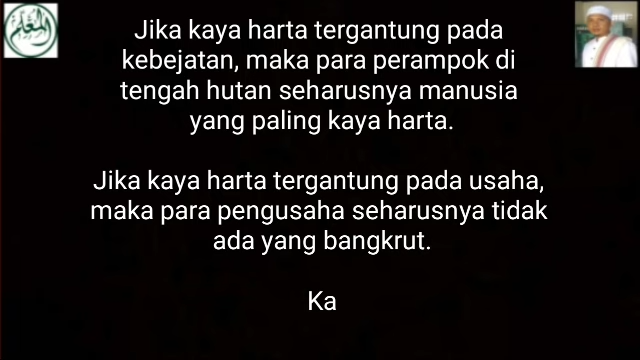 Jika kaya harta tergantung pada
kebejatan, maka para perampok di
tengah hutan seharusnya manusia
yang paling kaya harta.
Jika kaya harta tergantung pada usaha,
maka para pengusaha seharusnya tidak
ada yang bangkrut.
Ka